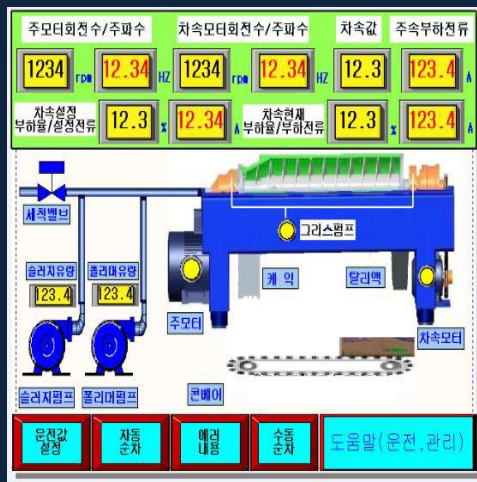 주모터회전수/주파수 차속모터회전수/주파수 차속값 주속부하전류
1234 rpm 12.34 HZ 1234 rpm 12.34 HZ 12.3 123.4 A
차속설정
부하율/설정전류
12.3 % 12.34 A
차속현재
부하율/부하전류
12.3 % 123.4 A
세척밸브
그리스펌프
슬러지유량 폴리머유량
123.4 123.4
케익 탈리액
주모터 차속모터
슬러지펌프 폴리머펌프 콘베어
운전값
설정
자동
순차
에러
내용
수동
순차
도움말(운전,관리)